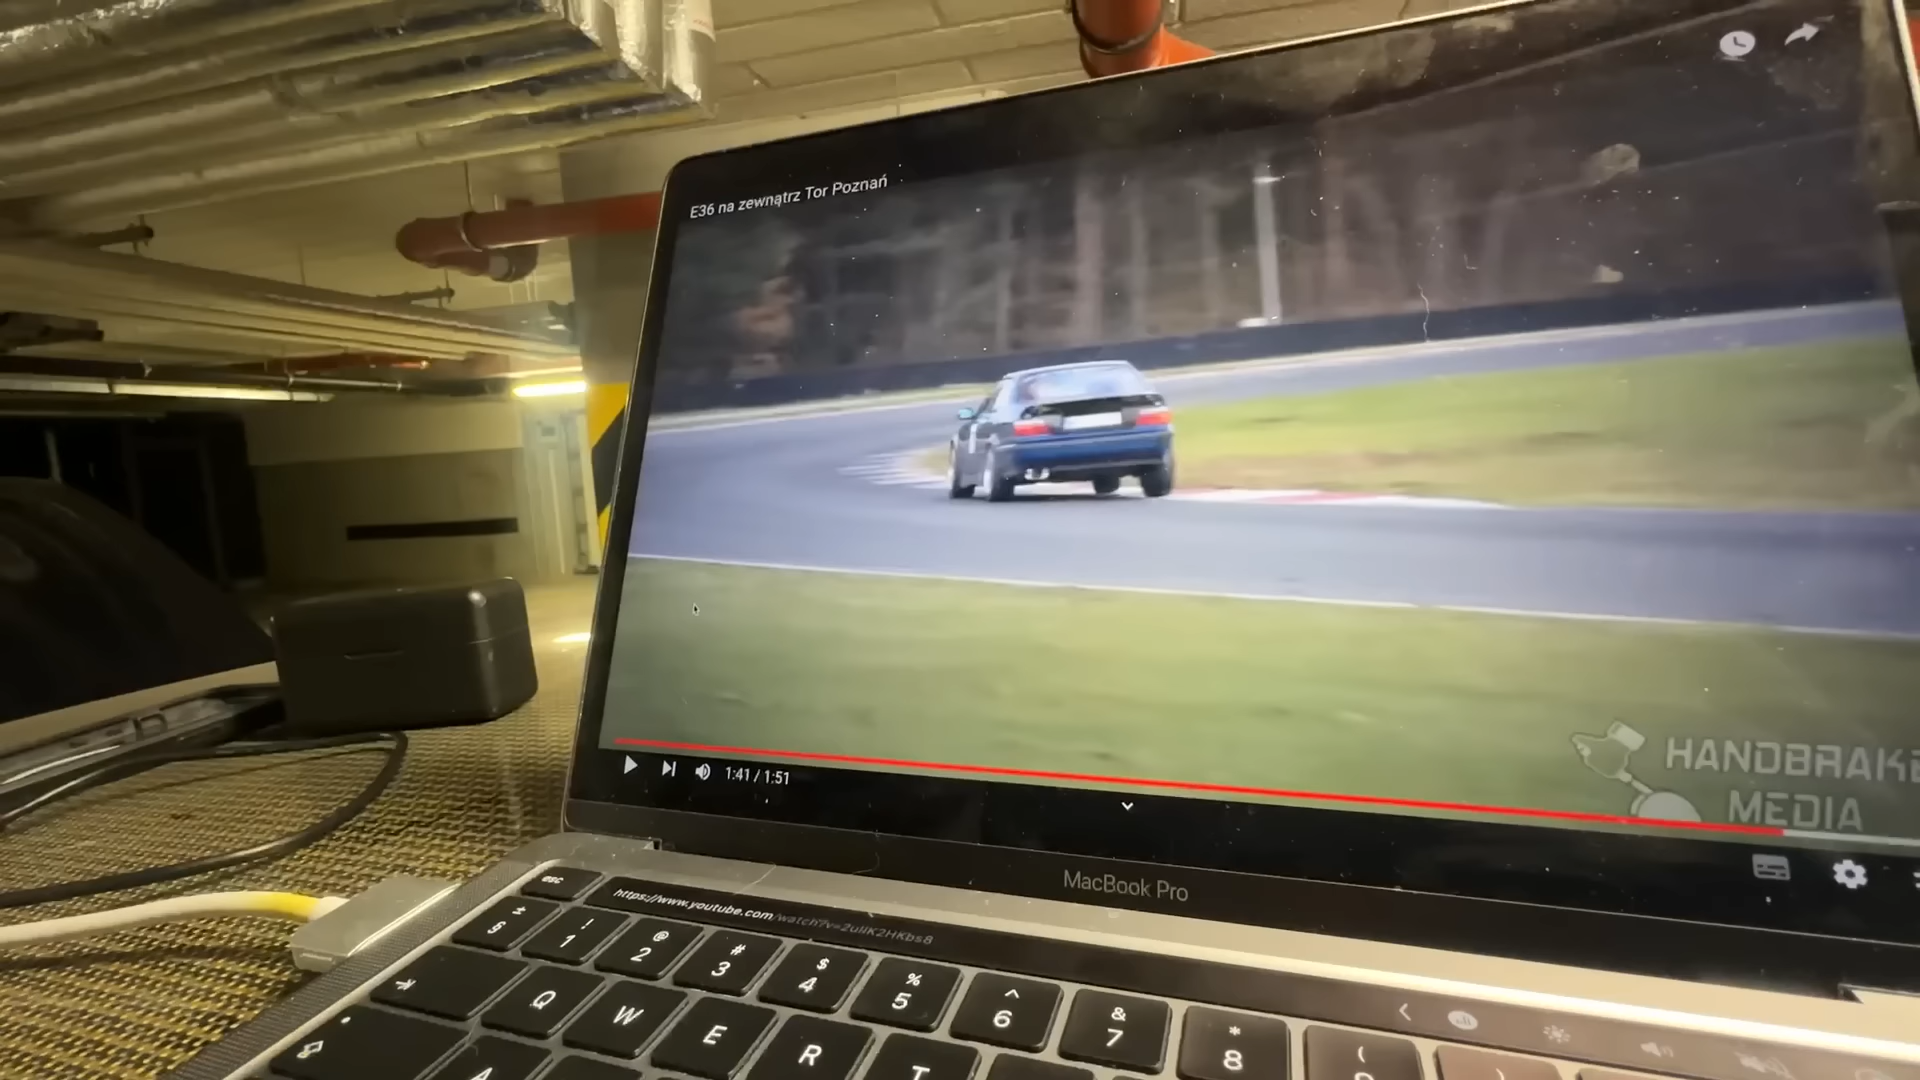 E36 na zewnątrz Tor Poznań
HANDBRAKE
MEDIA
1:41 / 1:51
MacBook Pro
esc
https://www.youtube.com/watch?v=2uliK2HKbs8
± § ! 1 @ 2 # 3 $ 4 % 5 ^ 6 & 7 * 8 (
Q W E R T
A